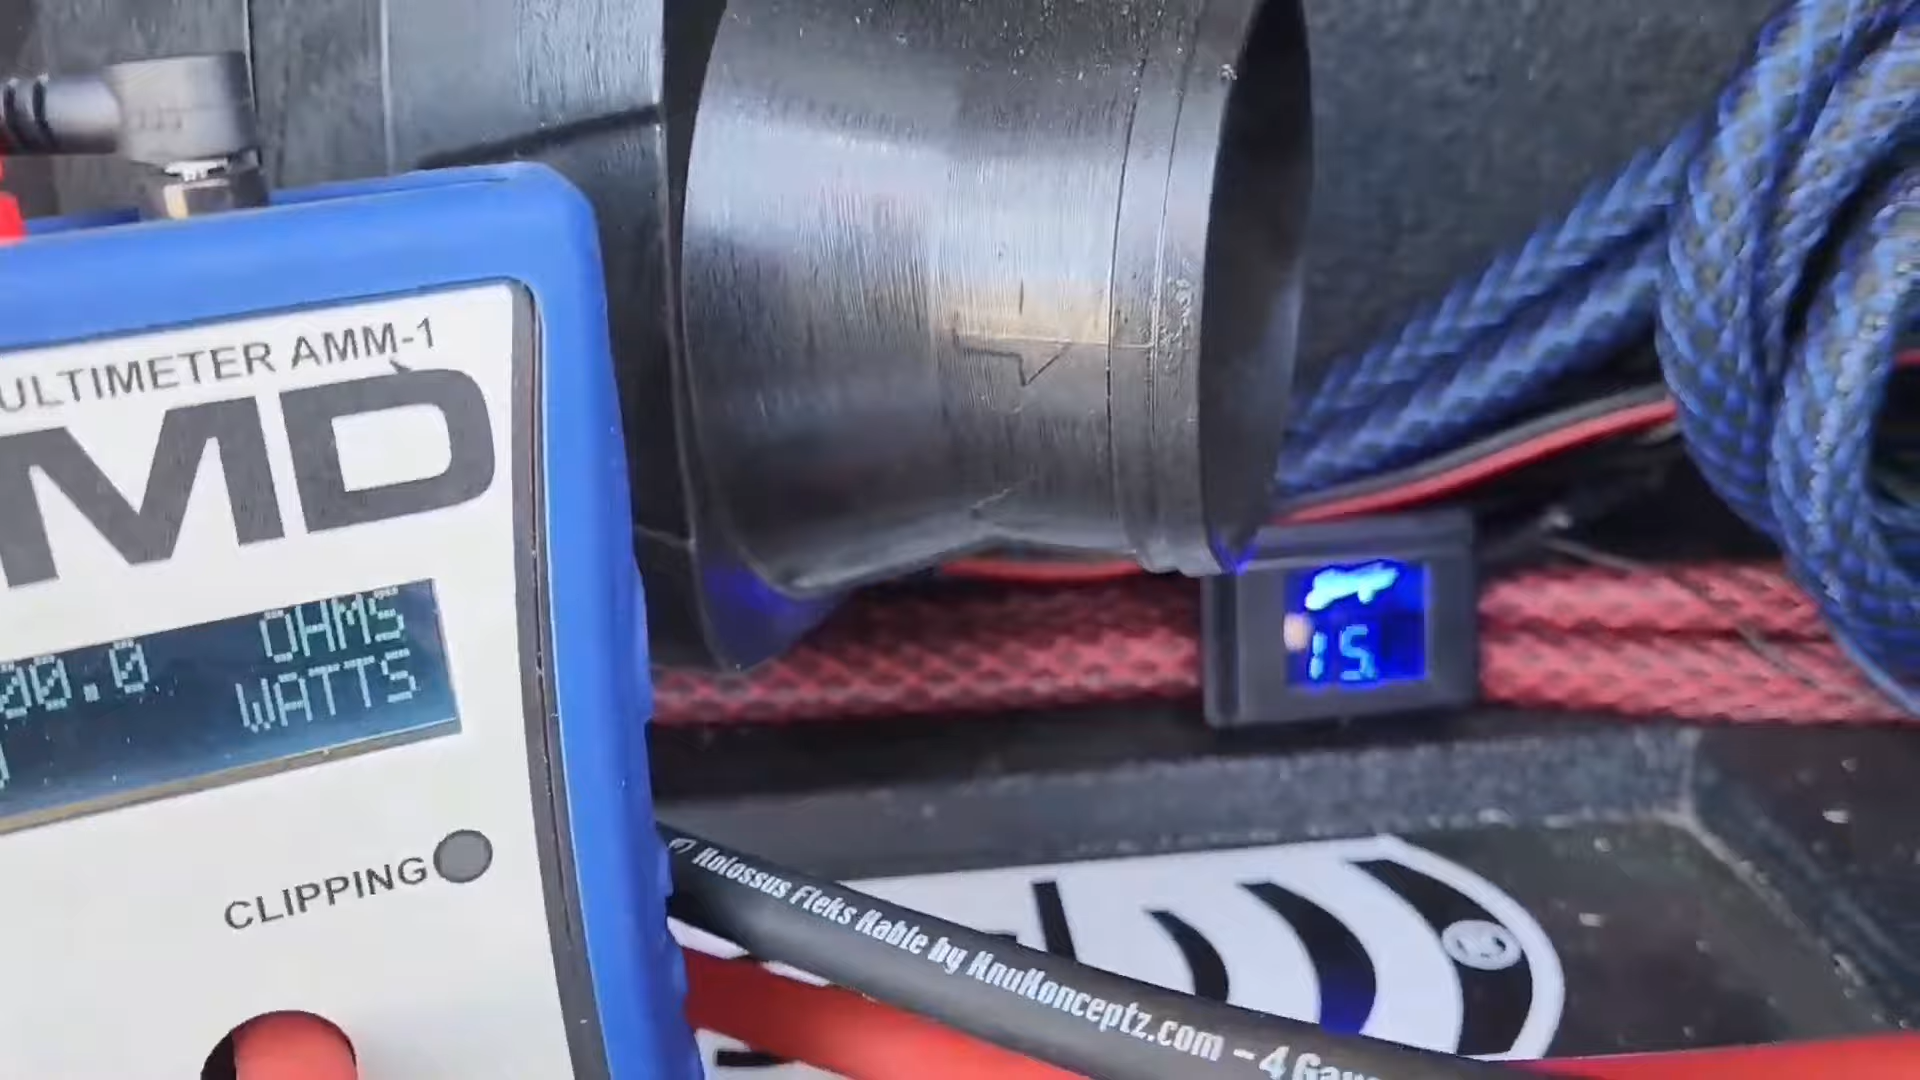 ULTIMETER AMM-1
MD
00.0 OHMS
WATTS
CLIPPING
15.
Kolossus Fleks Kable by KnuKonceptz.com - 4 Gau